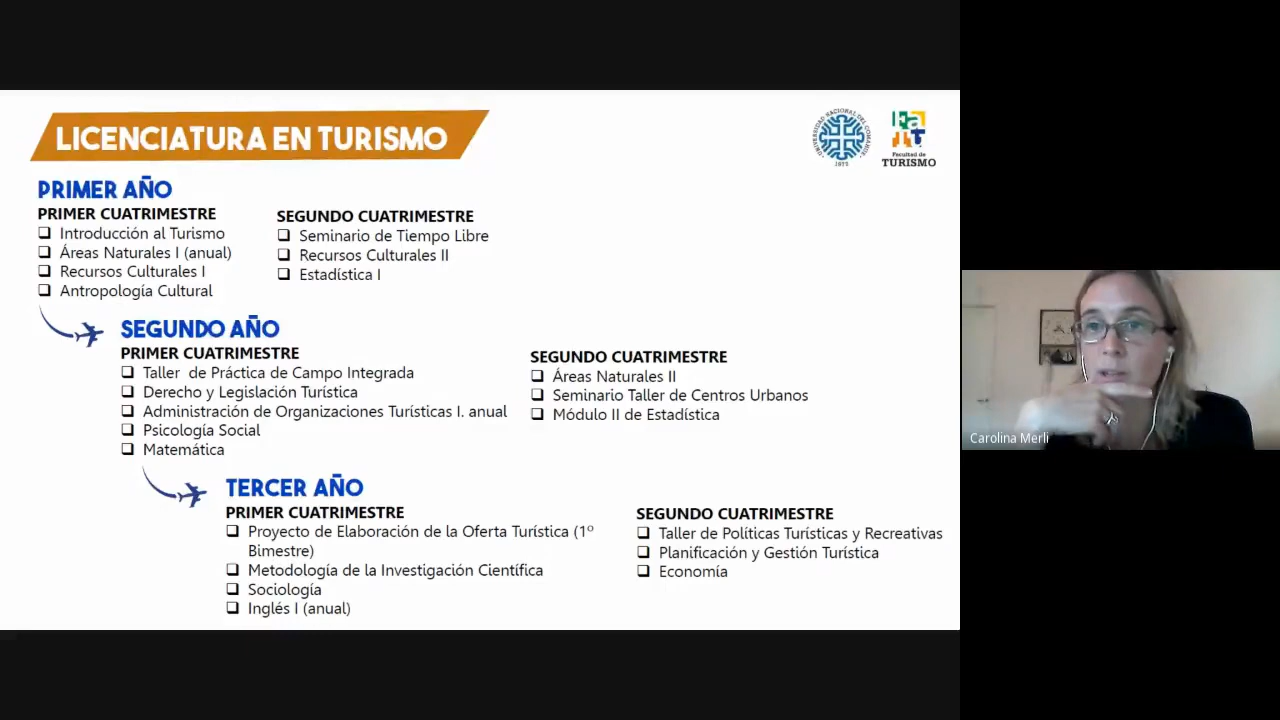 LICENCIATURA EN TURISMO
UNIVERSIDAD NACIONAL DEL COMAHUE
1972
Facultad de
TURISMO
PRIMER AÑO
PRIMER CUATRIMESTRE
❑ Introducción al Turismo
❑ Áreas Naturales I (anual)
❑ Recursos Culturales I
❑ Antropología Cultural
SEGUNDO CUATRIMESTRE
❑ Seminario de Tiempo Libre
❑ Recursos Culturales II
❑ Estadística I
SEGUNDO AÑO
PRIMER CUATRIMESTRE
❑ Taller de Práctica de Campo Integrada
❑ Derecho y Legislación Turística
❑ Administración de Organizaciones Turísticas I. anual
❑ Psicología Social
❑ Matemática
SEGUNDO CUATRIMESTRE
❑ Áreas Naturales II
❑ Seminario Taller de Centros Urbanos
❑ Módulo II de Estadística
TERCER AÑO
PRIMER CUATRIMESTRE
❑ Proyecto de Elaboración de la Oferta Turística (1º
Bimestre)
❑ Metodología de la Investigación Científica
❑ Sociología
❑ Inglés I (anual)
SEGUNDO CUATRIMESTRE
❑ Taller de Políticas Turísticas y Recreativas
❑ Planificación y Gestión Turística
❑ Economía
Carolina Merli